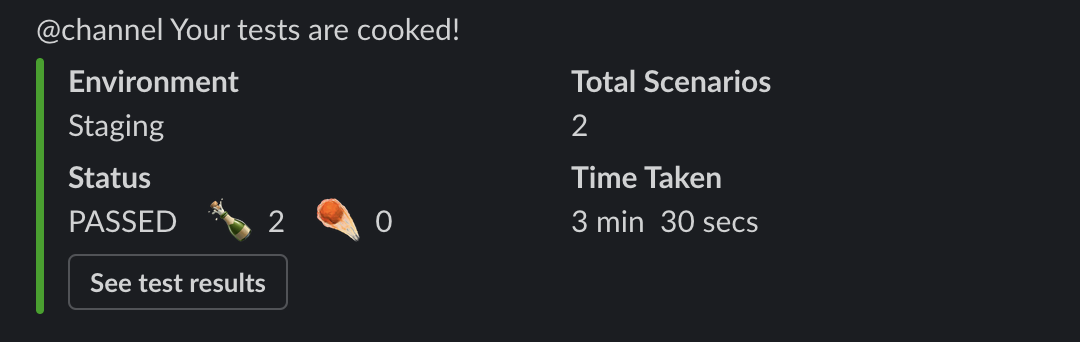 @channel Your tests are cooked!
Environment
Total Scenarios
Staging
2
Status
Time Taken
PASSED 2 0
3 min 30 secs
See test results